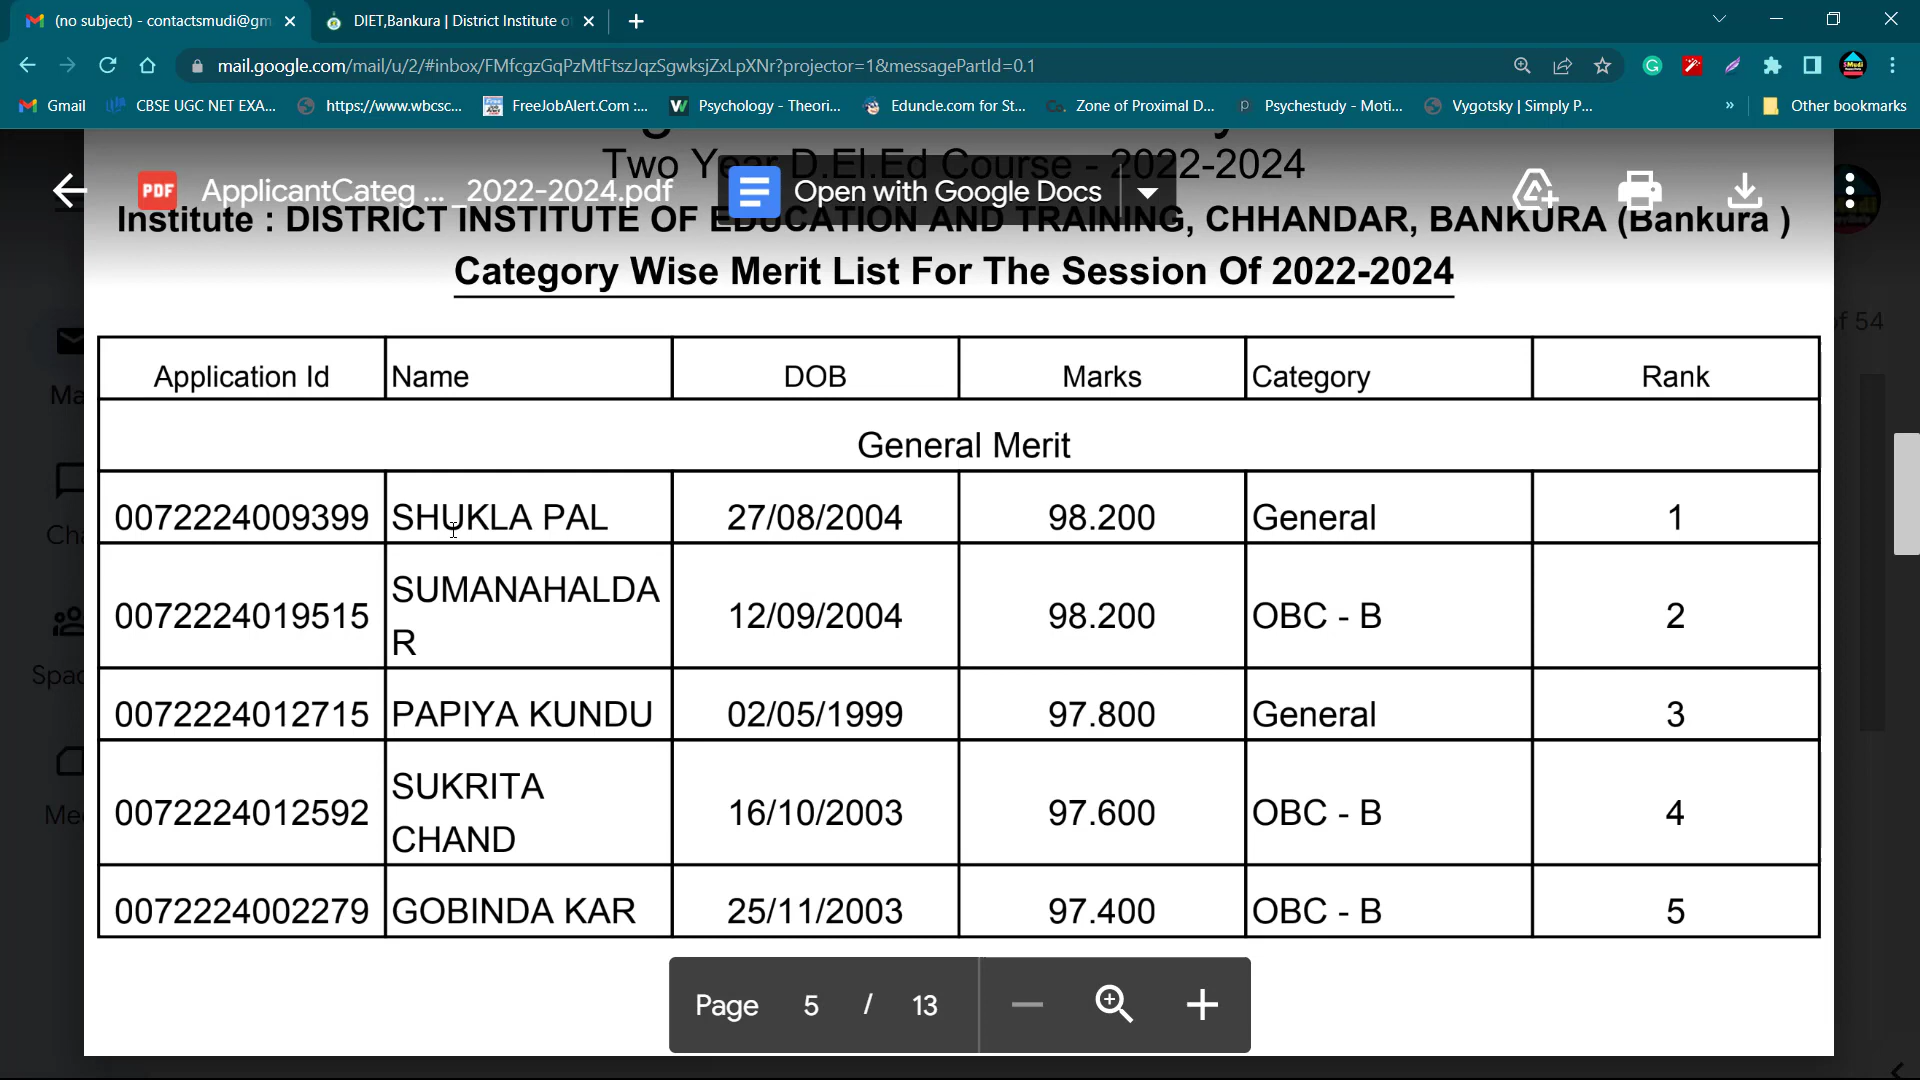 (no subject) - contactsmudi@gm
DIET,Bankura | District Institute o
mail.google.com/mail/u/2/#inbox/FMfcgzGqPzMtFtszJqzSgwksjZxLpXNr?projector=1&messagePartId=0.1
Gmail CBSE UGC NET EXA... https://www.wbcsc... FreeJobAlert.Com :... Psychology - Theori... Eduncle.com for St... Zone of Proximal D... Psychestudy - Moti... Vygotsky | Simply P... » Other bookmarks
Two Year D.El.Ed Course - 2022-2024
PDF ApplicantCateg ... _2022-2024.pdf Open with Google Docs
Institute : DISTRICT INSTITUTE OF EDUCATION AND TRAINING, CHHANDAR, BANKURA (Bankura )
Category Wise Merit List For The Session Of 2022-2024
of 54
Application Id Name DOB Marks Category Rank
General Merit
0072224009399 SHUKLA PAL 27/08/2004 98.200 General 1
0072224019515 SUMANAHALDA
R 12/09/2004 98.200 OBC - B 2
0072224012715 PAPIYA KUNDU 02/05/1999 97.800 General 3
0072224012592 SUKRITA
CHAND 16/10/2003 97.600 OBC - B 4
0072224002279 GOBINDA KAR 25/11/2003 97.400 OBC - B 5
Page 5 / 13